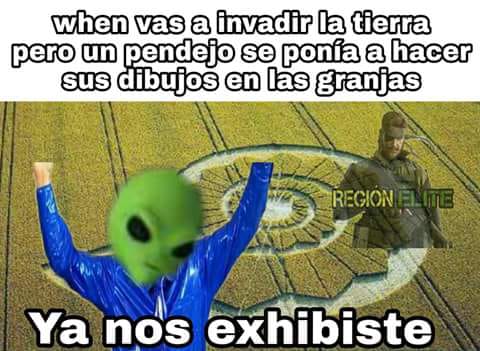 when vas a invadir la tierra
pero un pendejo se ponía a hacer
sus dibujos en las granjas
REGIÓN ELITE
Ya nos exhibiste